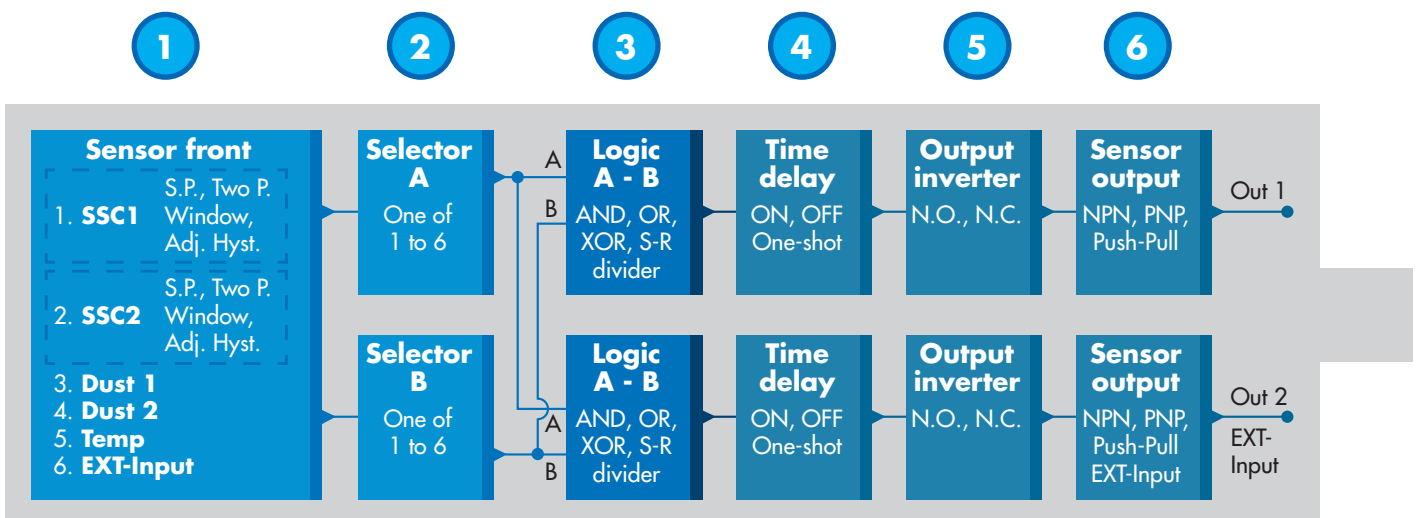 1
2
3
4
5
6
Sensor front
1. SSC1
S.P., Two P.
Window,
Adj. Hyst.
2. SSC2
S.P., Two P.
Window,
Adj. Hyst.
3. Dust 1
4. Dust 2
5. Temp
6. EXT-Input
Selector
A
One of
1 to 6
A
B
Logic
A - B
AND, OR,
XOR, S-R
divider
Time
delay
ON, OFF
One-shot
Output
inverter
N.O., N.C.
Sensor
output
NPN, PNP,
Push-Pull
Out 1
Selector
B
One of
1 to 6
A
B
Logic
A - B
AND, OR,
XOR, S-R
divider
Time
delay
ON, OFF
One-shot
Output
inverter
N.O., N.C.
Sensor
output
NPN, PNP,
Push-Pull
EXT-Input
Out 2
EXT-
Input